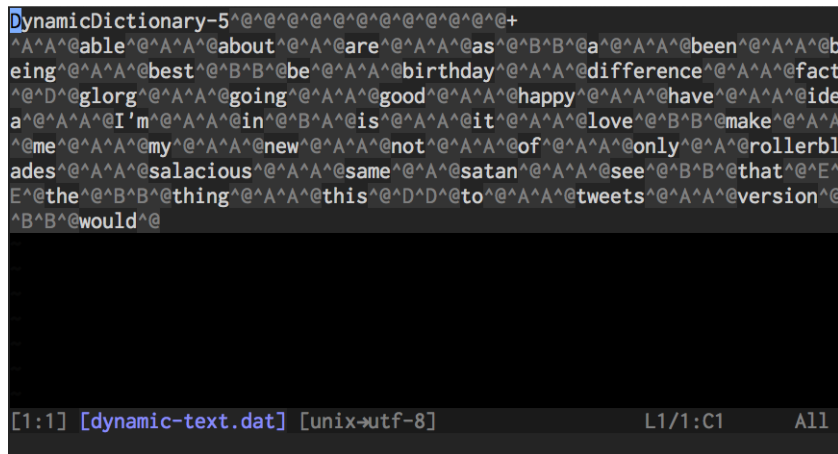 DynamicDictionary-5^@^@^@^@^@^@^@^@^@^@^@^@+
^A^A^@able^@^A^A^@about^@^A^A^@are^@^A^A^@as^@^B^B^@a^@^A^A^@been^@^A^A^@b
eing^@^A^A^@best^@^B^B^@be^@^A^A^@birthday^@^A^A^@difference^@^A^A^@fact
^@^D^@glorg^@^A^A^@going^@^A^A^@good^@^A^A^@happy^@^A^A^@have^@^A^A^@ide
a^@^A^A^@I'm^@^A^A^@in^@^B^A^@is^@^A^A^@it^@^A^A^@love^@^B^B^@make^@^A^A
^@me^@^A^A^@my^@^A^A^@new^@^A^A^@not^@^A^A^@of^@^A^A^@only^@^A^A^@rollerbl
ades^@^A^A^@salacious^@^A^A^@same^@^A^@satan^@^A^A^@see^@^B^B^@that^@^E^
E^@the^@^B^B^@thing^@^A^A^@this^@^D^D^@to^@^A^A^@tweets^@^A^A^@version^@
^B^B^@would^@
[1:1] [dynamic-text.dat] [unix→utf-8] L1/1:C1 All